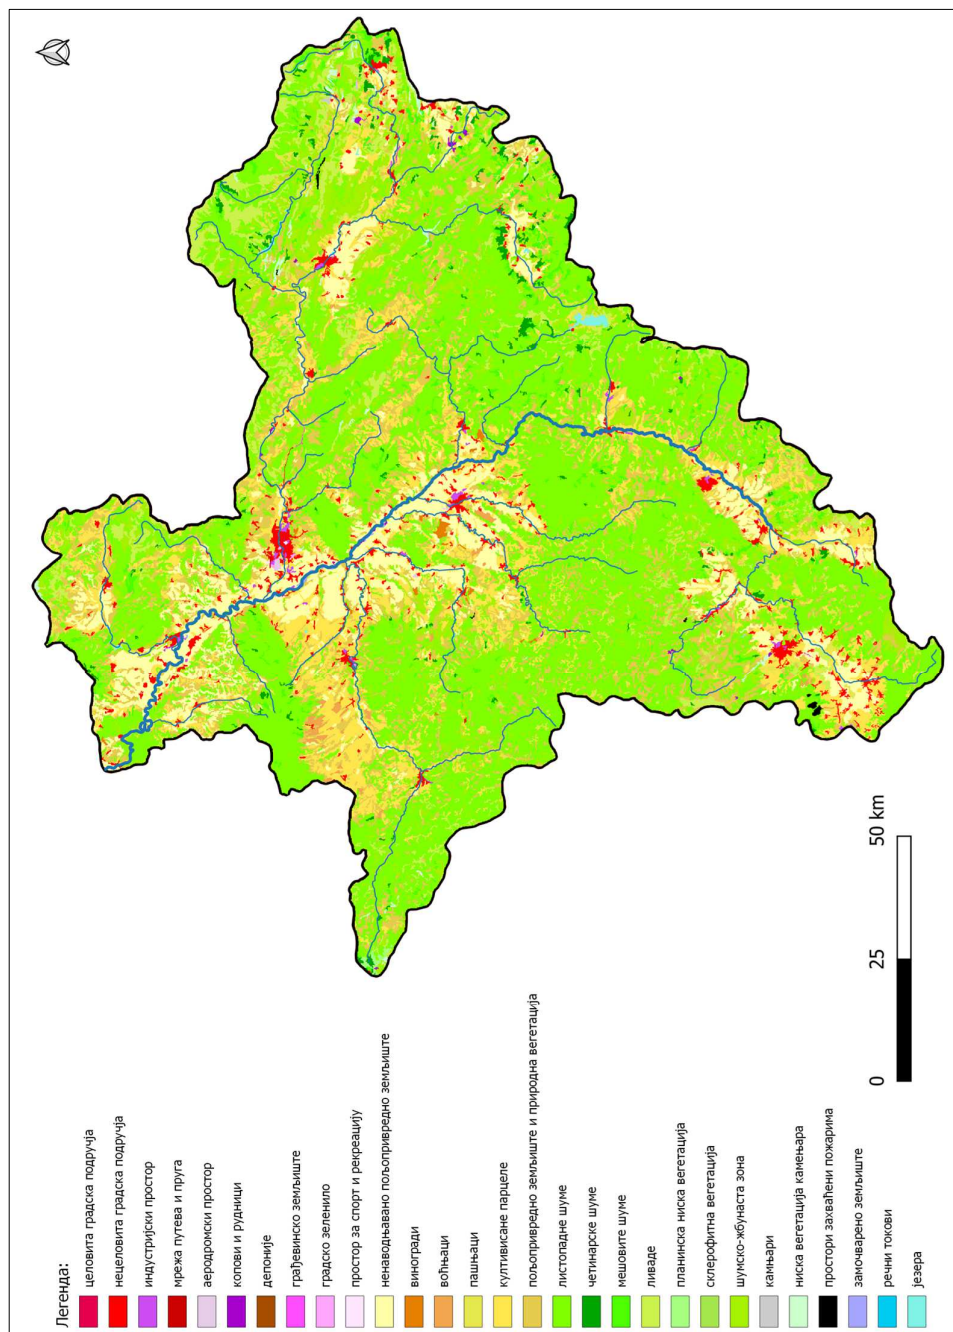 Легенда:
целовита градска подручја
нецеловита градска подручја
индустријски простор
мрежа путева и пруга
аеродромски простор
копови и рудници
депоније
грађевинско земљиште
градско зеленило
простор за спорт и рекреацију
ненаводњавано пољопривредно земљиште
виногради
воћњаци
пашњаци
култивисане парцеле
пољопривредно земљиште и природна вегетација
листопадне шуме
четинарске шуме
мешовите шуме
ливаде
планинска ниска вегетација
склерофитна вегетација
шумско-жбунаста зона
камњари
ниска вегетација камењара
простори захваћени пожарима
замочварено земљиште
речни токови
језера
0 25 50 km